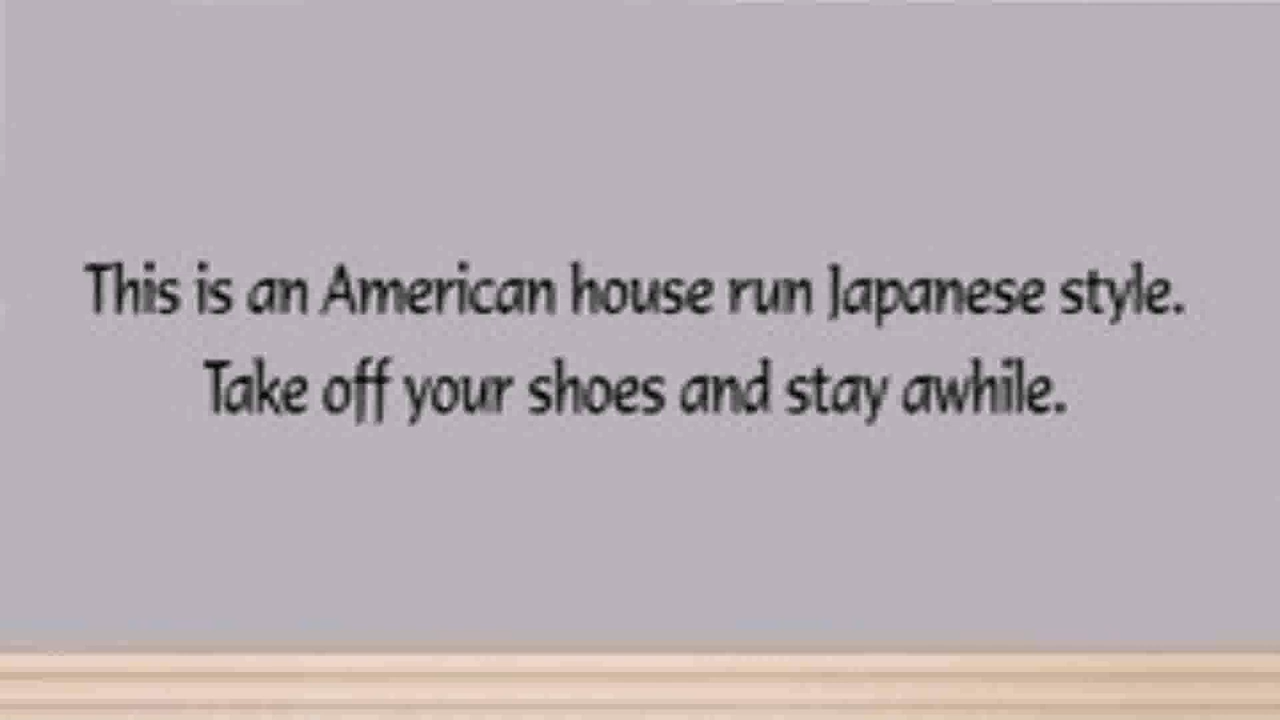 This is an American house run Japanese style.
Take off your shoes and stay awhile.